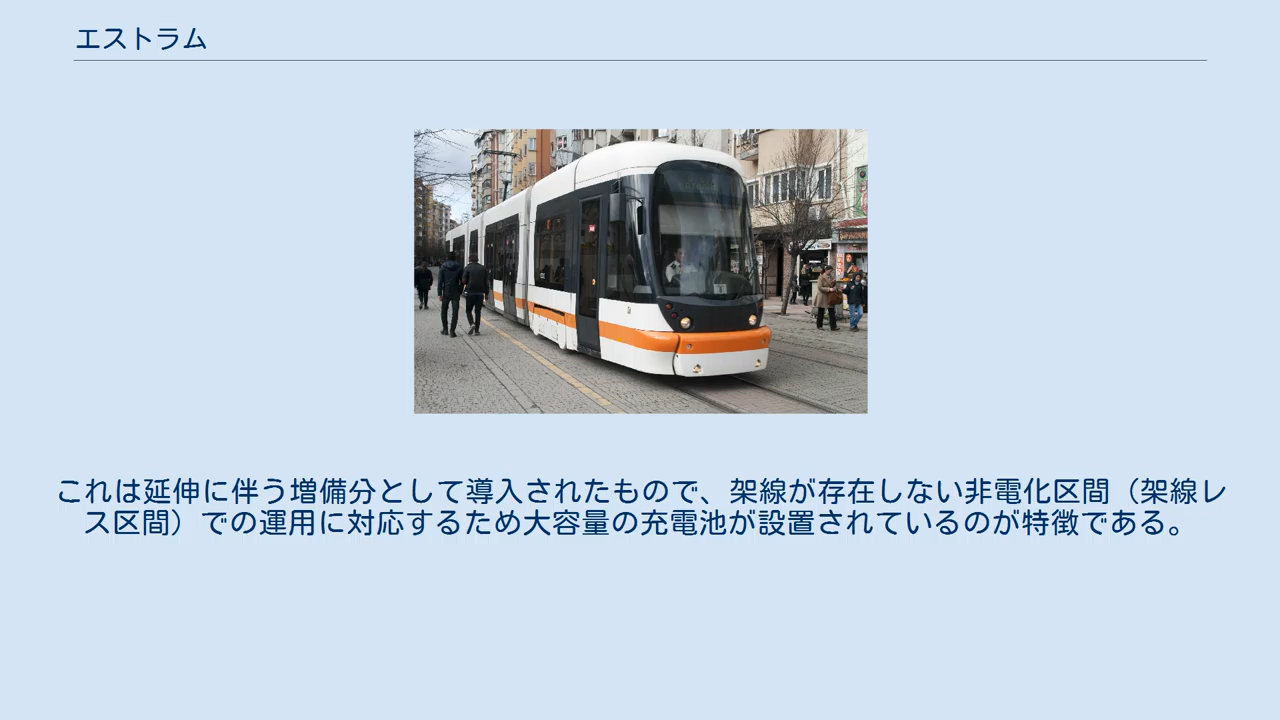 エストラム
これは延伸に伴う増備分として導入されたもので、架線が存在しない非電化区間（架線レ
ス区間）での運用に対応するため大容量の充電池が設置されているのが特徴である。